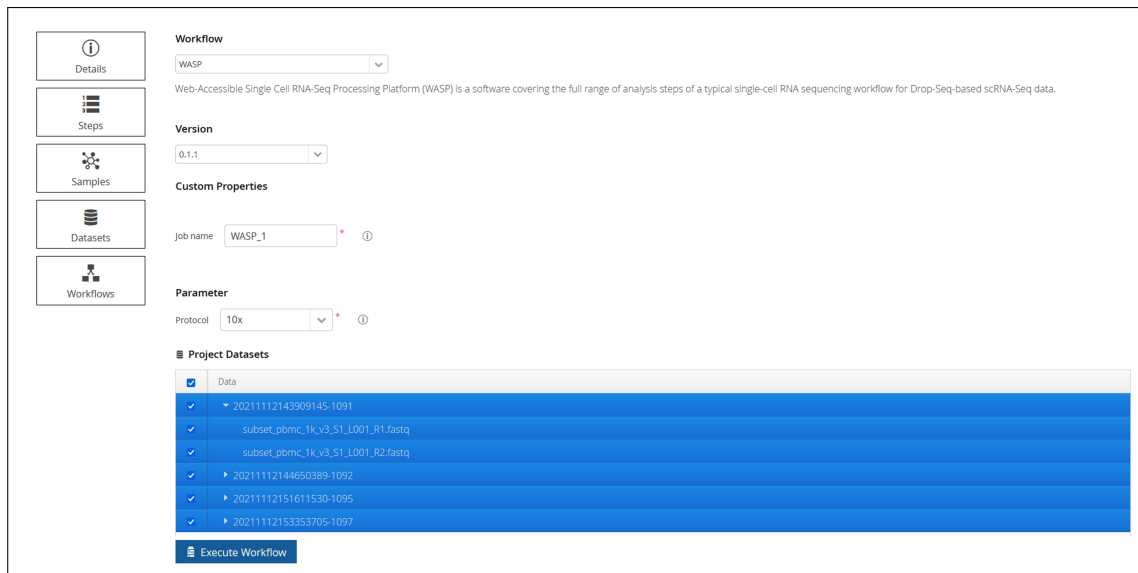 Details
Steps
Samples
Datasets
Workflows
Workflow
WASP
Web-Accessible Single Cell RNA-Seq Processing Platform (WASP) is a software covering the full range of analysis steps of a typical single-cell RNA sequencing workflow for Drop-Seq-based scRNA-Seq data.
Version
0.1.1
Custom Properties
Job name WASP_1 *
Parameter
Protocol 10x *
Project Datasets
Data
20211112143909145-1091
subset_pbmc_1k_v3_S1_L001_R1.fastq
subset_pbmc_1k_v3_S1_L001_R2.fastq
20211112144650389-1092
20211112151611530-1095
20211112153353705-1097
Execute Workflow